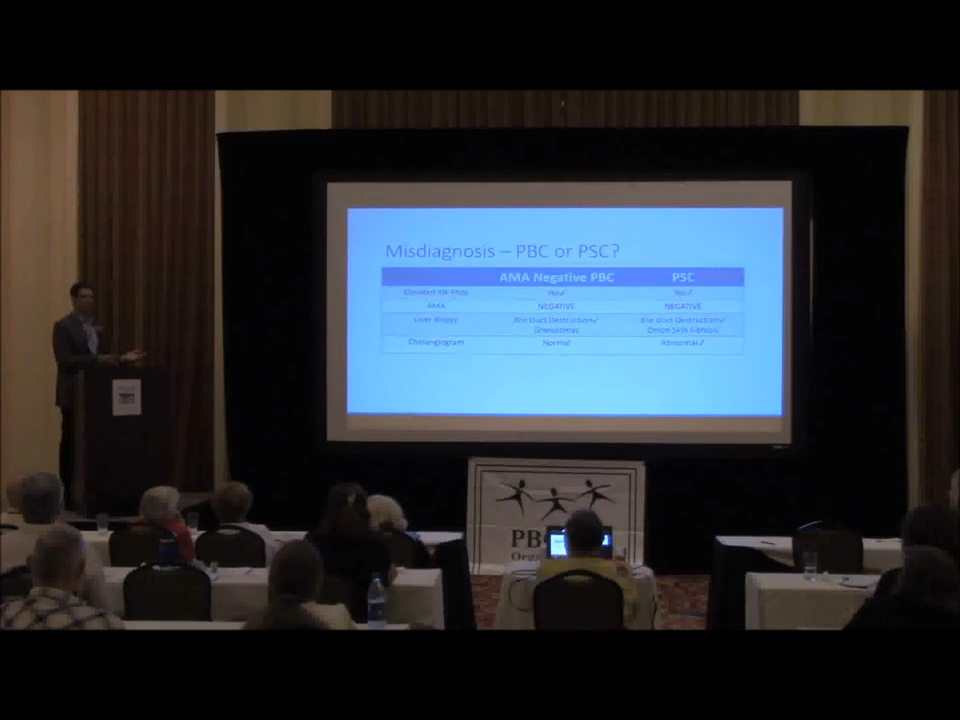 Misdiagnosis – PBC or PSC?
AMA Negative PBC PSC
Elevated Alk Phos Yes✓ Yes✓
AMA NEGATIVE NEGATIVE
Liver Biopsy Bile Duct Destruction✓ Bile Duct Destruction✓
Granulomas Onion Skin Fibrosis
Cholangiogram Normal Abnormal✓
PBC